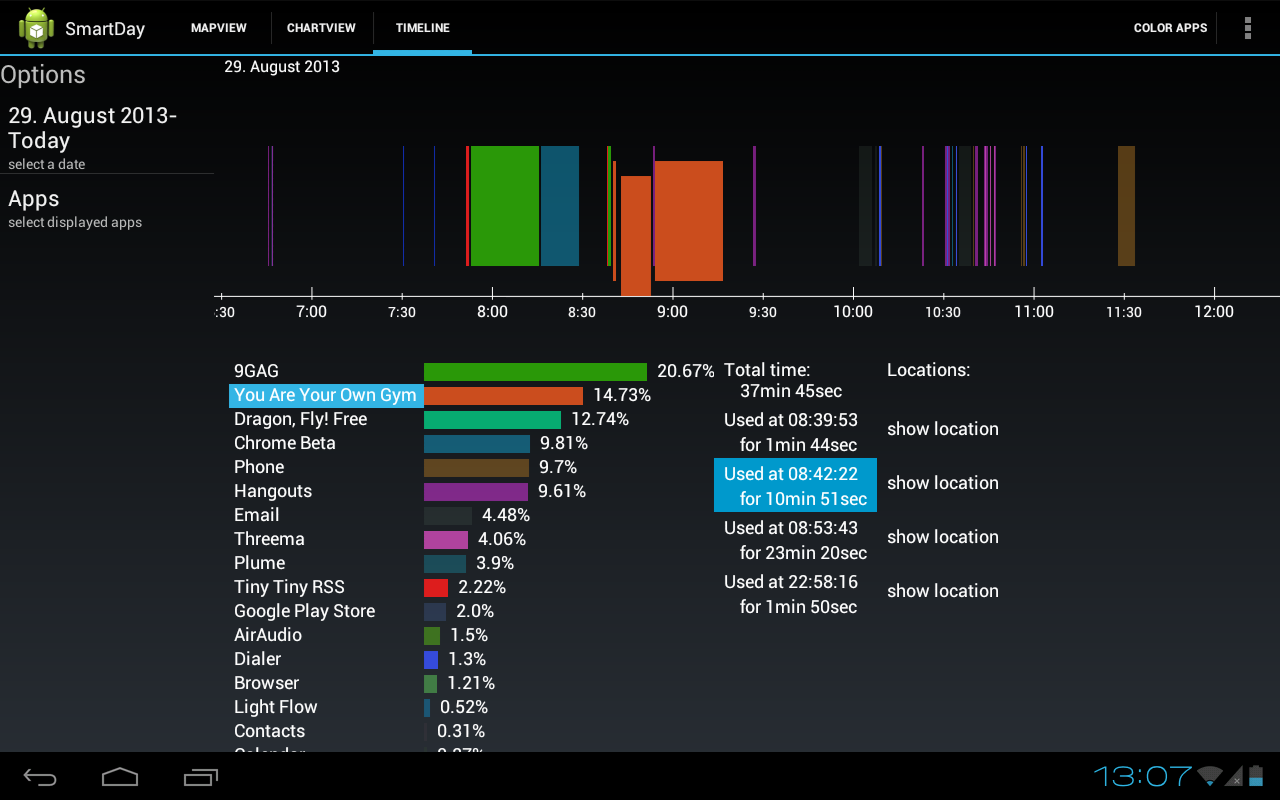 SmartDay
MAPVIEW
CHARTVIEW
TIMELINE
COLOR APPS
Options
29. August 2013-
Today
select a date
Apps
select displayed apps
29. August 2013
:30 7:00 7:30 8:00 8:30 9:00 9:30 10:00 10:30 11:00 11:30 12:00
9GAG 20.67%
You Are Your Own Gym 14.73%
Dragon, Fly! Free 12.74%
Chrome Beta 9.81%
Phone 9.7%
Hangouts 9.61%
Email 4.48%
Threema 4.06%
Plume 3.9%
Tiny Tiny RSS 2.22%
Google Play Store 2.0%
AirAudio 1.5%
Dialer 1.3%
Browser 1.21%
Light Flow 0.52%
Contacts 0.31%
Total time:
37min 45sec
Used at 08:39:53
for 1min 44sec
Used at 08:42:22
for 10min 51sec
Used at 08:53:43
for 23min 20sec
Used at 22:58:16
for 1min 50sec
Locations:
show location
show location
show location
show location
13:07